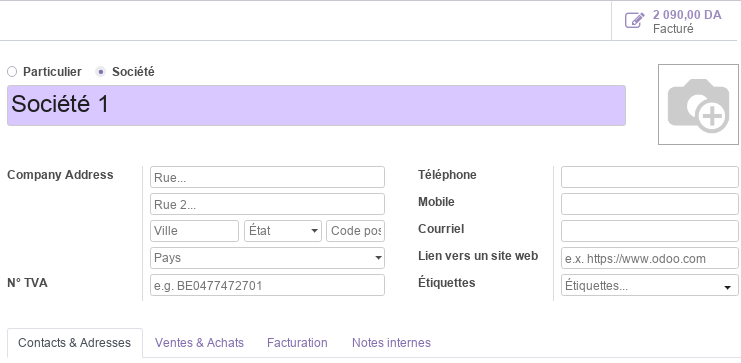 2 090,00 DA
Facturé
Particulier Société
Société 1
Company Address
Rue...
Rue 2...
Ville État Code pos
Pays
N° TVA
e.g. BE0477472701
Téléphone
Mobile
Courriel
Lien vers un site web
e.x. https://www.odoo.com
Étiquettes
Étiquettes...
Contacts & Adresses Ventes & Achats Facturation Notes internes